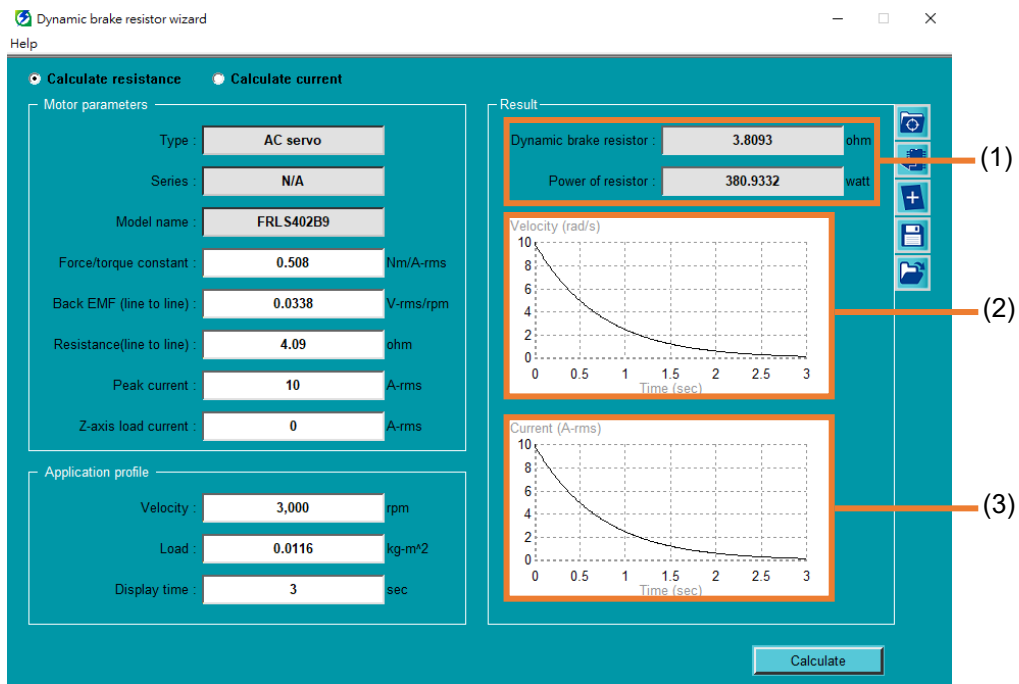 Dynamic brake resistor wizard
Help
Calculate resistance Calculate current
Motor parameters
Type : AC servo
Series : N/A
Model name : FRLS402B9
Force/torque constant : 0.508 Nm/A-rms
Back EMF (line to line) : 0.0338 V-rms/rpm
Resistance(line to line) : 4.09 ohm
Peak current : 10 A-rms
Z-axis load current : 0 A-rms
Application profile
Velocity : 3,000 rpm
Load : 0.0116 kg-m^2
Display time : 3 sec
Result
Dynamic brake resistor : 3.8093 ohm
Power of resistor : 380.9332 watt
(1)
Velocity (rad/s)
10
8
6
4
2
0
0 0.5 1 1.5 2 2.5 3
Time (sec)
(2)
Current (A-rms)
10
8
6
4
2
0
0 0.5 1 1.5 2 2.5 3
Time (sec)
(3)
Calculate